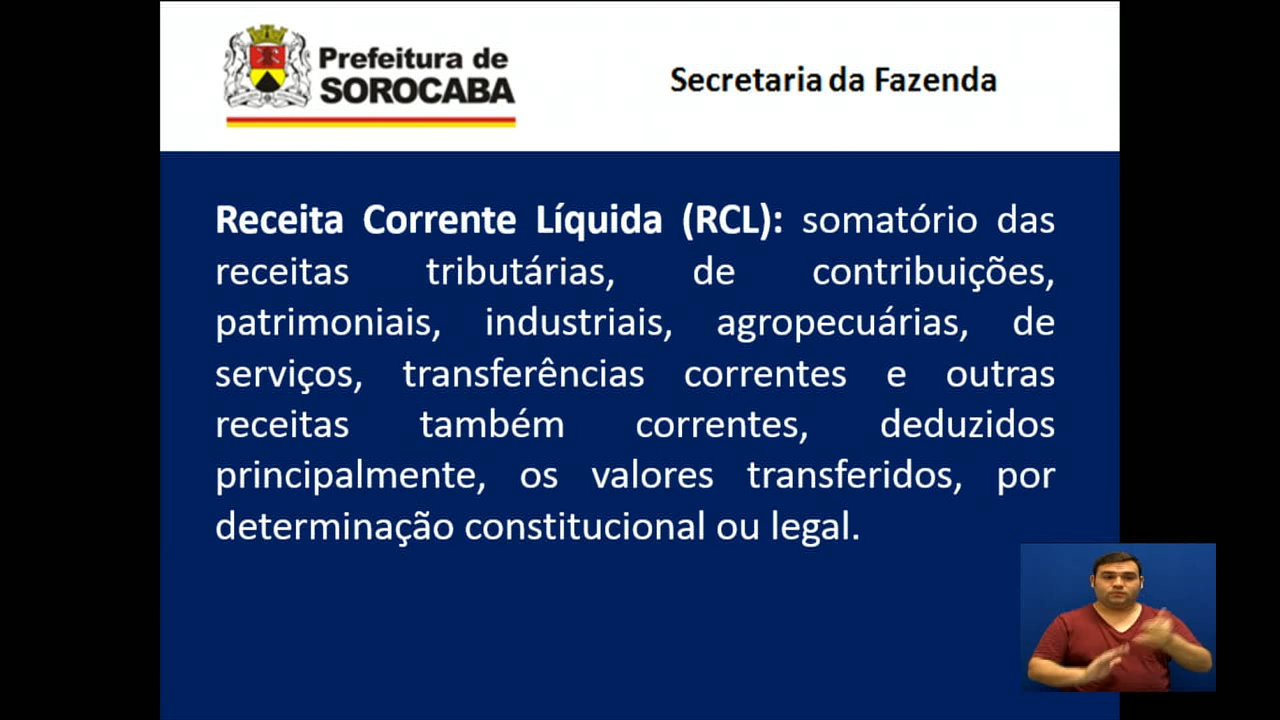 Prefeitura de
SOROCABA
Secretaria da Fazenda
Receita Corrente Líquida (RCL): somatório das
receitas tributárias, de contribuições,
patrimoniais, industriais, agropecuárias, de
serviços, transferências correntes e outras
receitas também correntes, deduzidos
principalmente, os valores transferidos, por
determinação constitucional ou legal.